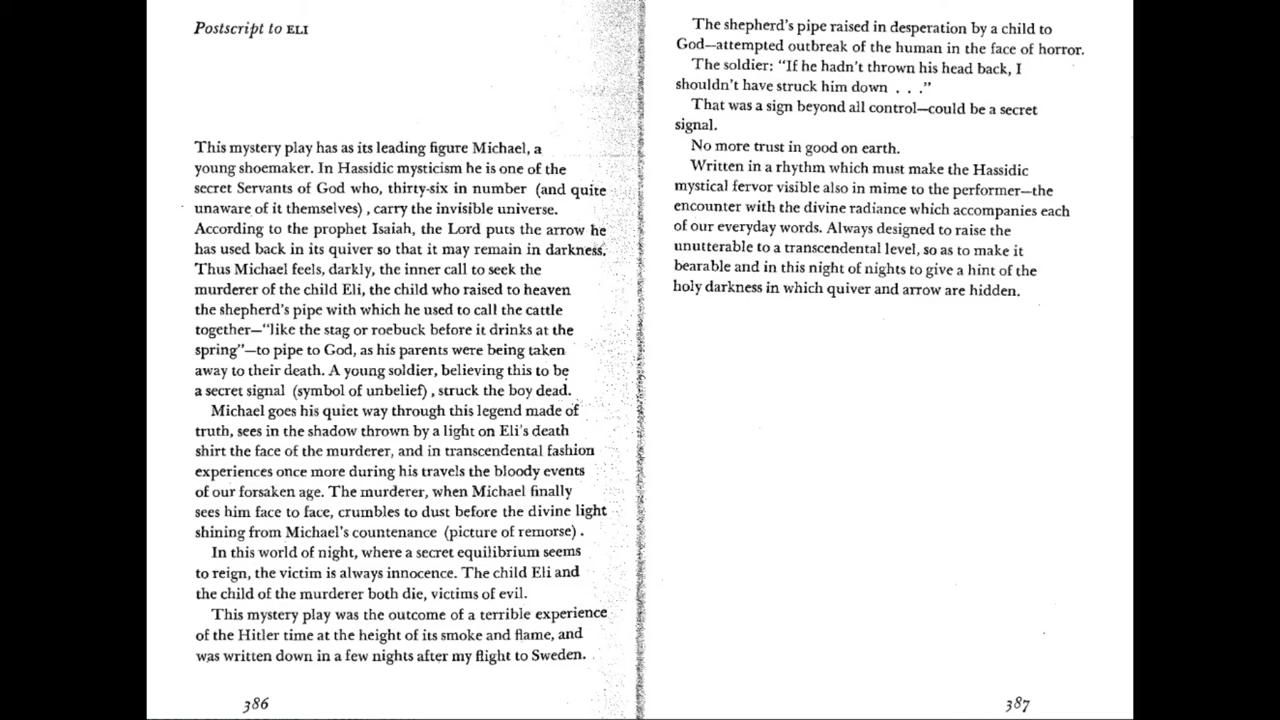 Postscript to ELI
This mystery play has as its leading figure Michael, a
young shoemaker. In Hassidic mysticism he is one of the
secret Servants of God who, thirty-six in number (and quite
unaware of it themselves), carry the invisible universe.
According to the prophet Isaiah, the Lord puts the arrow he
has used back in its quiver so that it may remain in darkness.
Thus Michael feels, darkly, the inner call to seek the
murderer of the child Eli, the child who raised to heaven
the shepherd's pipe with which he used to call the cattle
together—"like the stag or roebuck before it drinks at the
spring"—to pipe to God, as his parents were being taken
away to their death. A young soldier, believing this to be
a secret signal (symbol of unbelief), struck the boy dead.
Michael goes his quiet way through this legend made of
truth, sees in the shadow thrown by a light on Eli's death
shirt the face of the murderer, and in transcendental fashion
experiences once more during his travels the bloody events
of our forsaken age. The murderer, when Michael finally
sees him face to face, crumbles to dust before the divine light
shining from Michael's countenance (picture of remorse).
In this world of night, where a secret equilibrium seems
to reign, the victim is always innocence. The child Eli and
the child of the murderer both die, victims of evil.
This mystery play was the outcome of a terrible experience
of the Hitler time at the height of its smoke and flame, and
was written down in a few nights after my flight to Sweden.
386
The shepherd's pipe raised in desperation by a child to
God—attempted outbreak of the human in the face of horror.
The soldier: "If he hadn't thrown his head back, I
shouldn't have struck him down . . ."
That was a sign beyond all control—could be a secret
signal.
No more trust in good on earth.
Written in a rhythm which must make the Hassidic
mystical fervor visible also in mime to the performer—the
encounter with the divine radiance which accompanies each
of our everyday words. Always designed to raise the
unutterable to a transcendental level, so as to make it
bearable and in this night of nights to give a hint of the
holy darkness in which quiver and arrow are hidden.
387